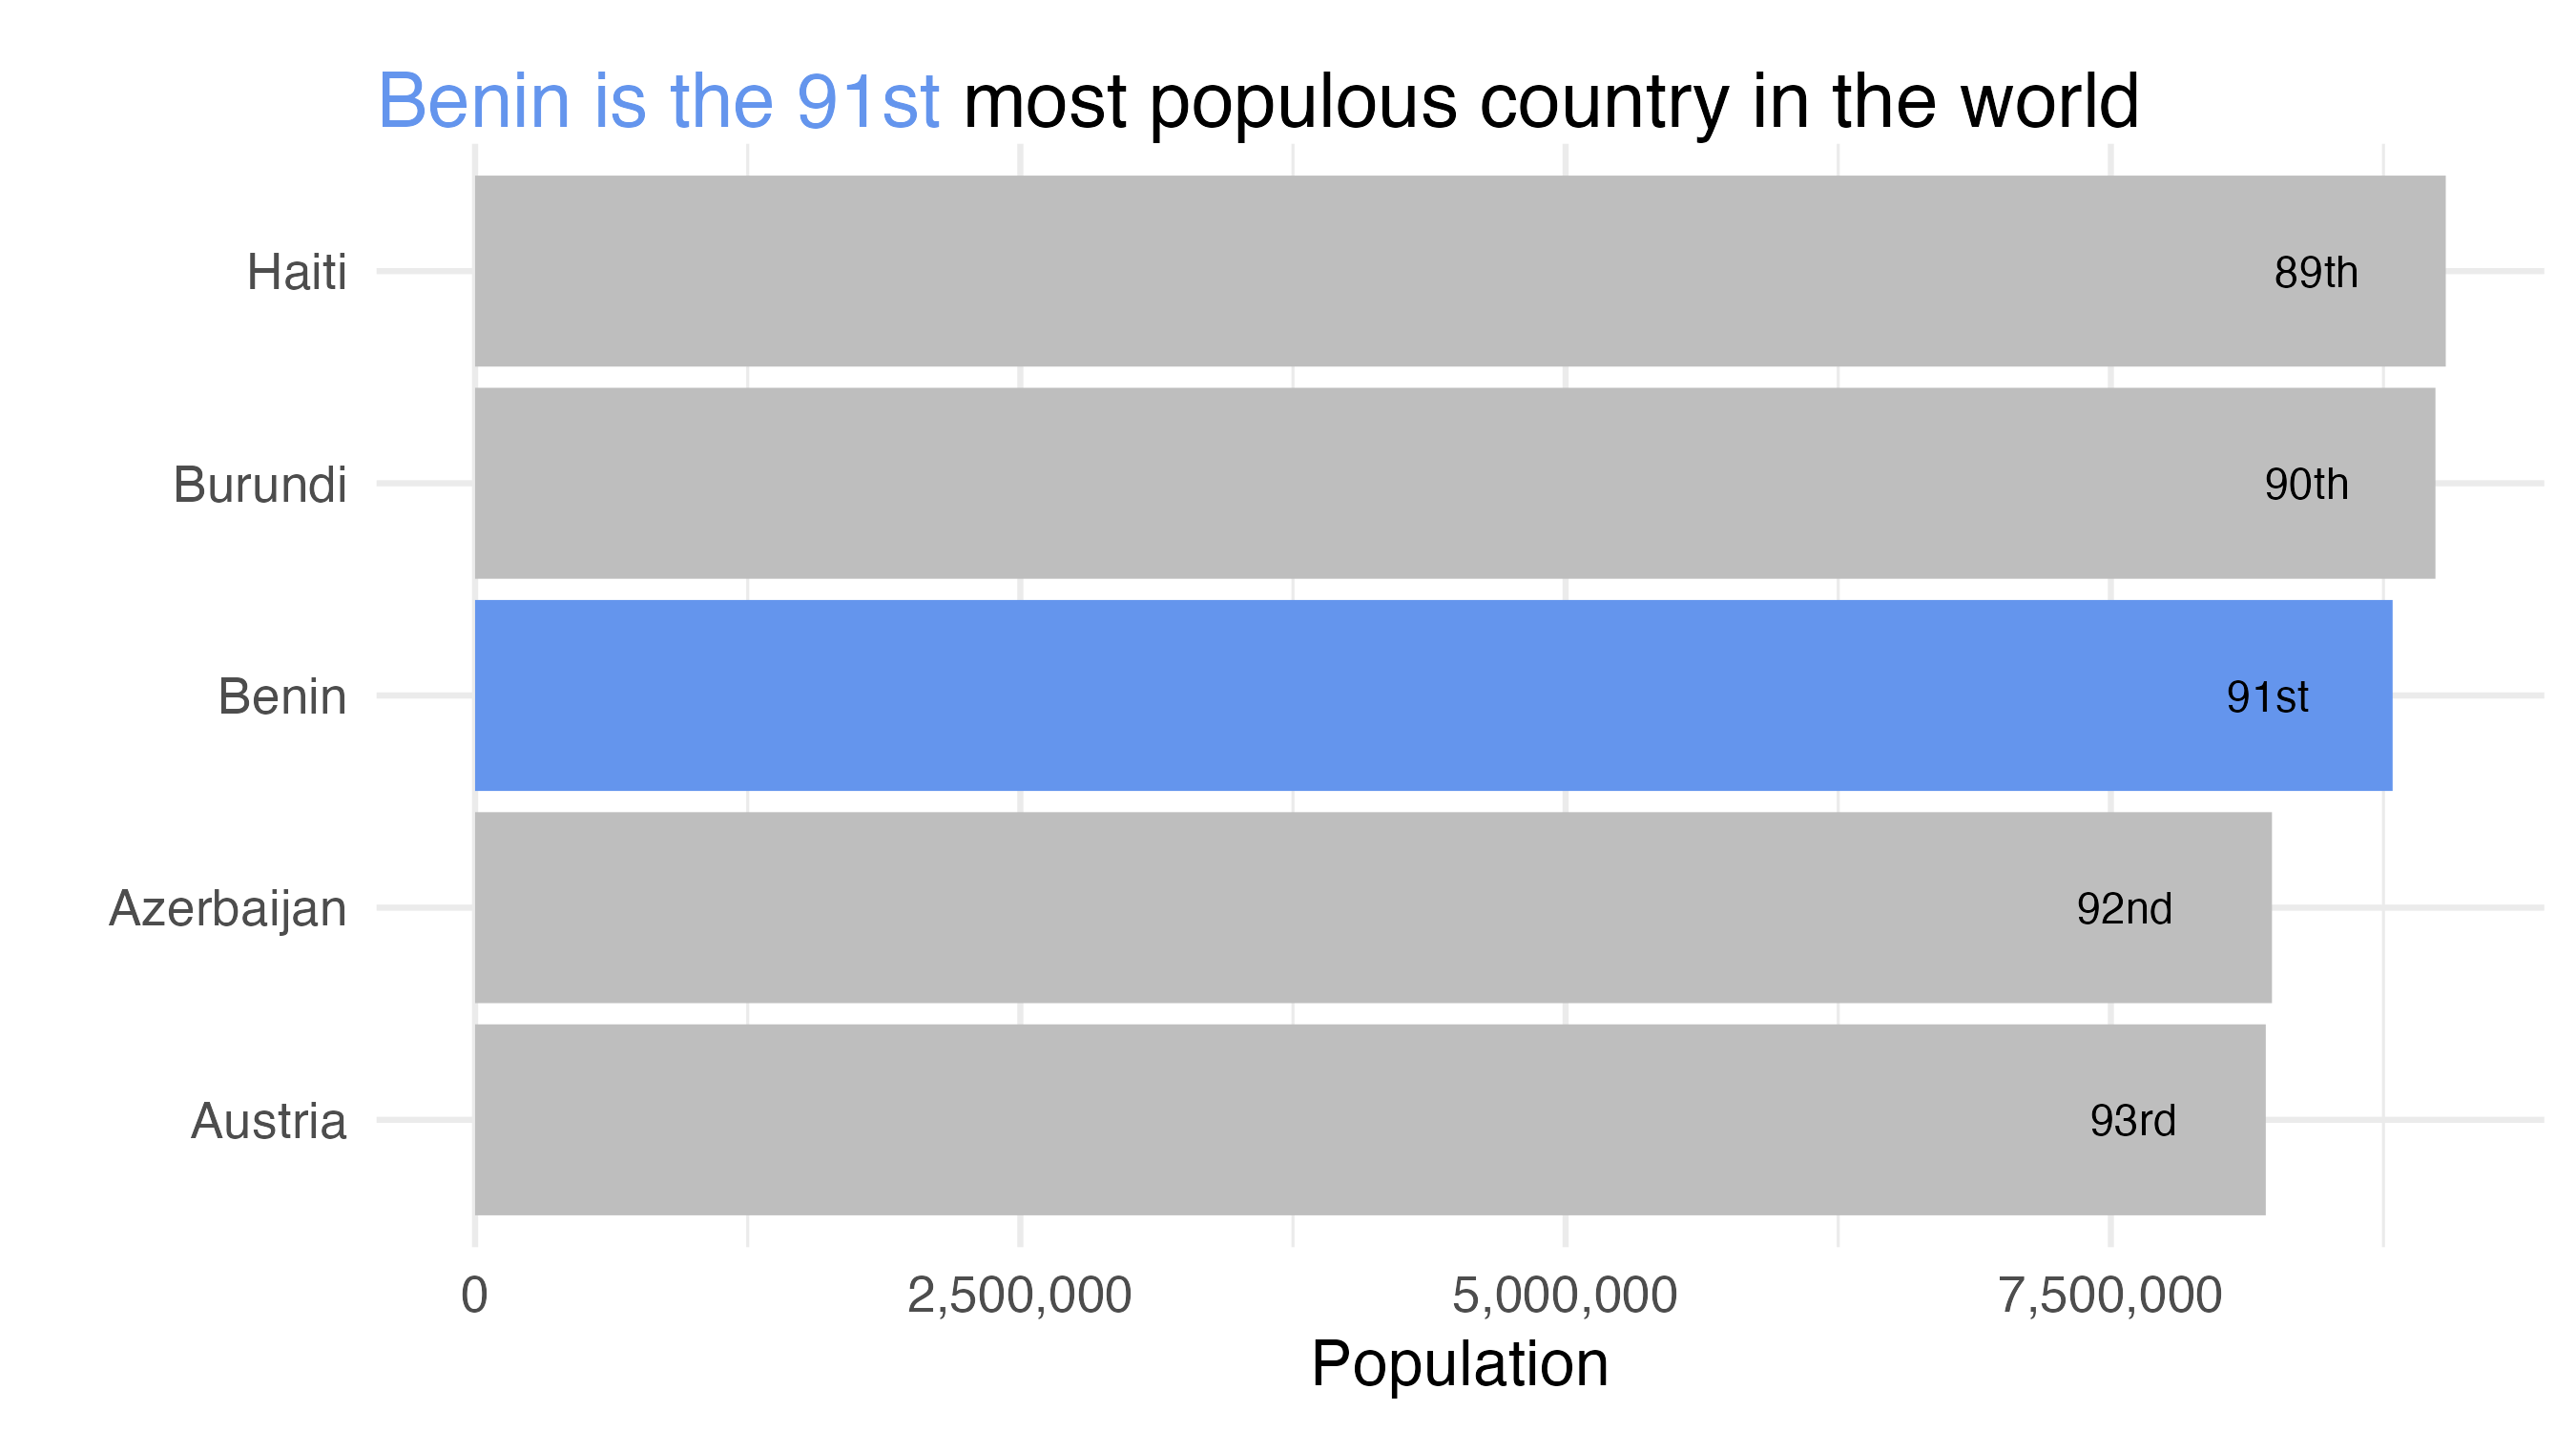 Benin is the 91st most populous country in the world
Haiti
89th
Burundi
90th
Benin
91st
Azerbaijan
92nd
Austria
93rd
0 2,500,000 5,000,000 7,500,000
Population